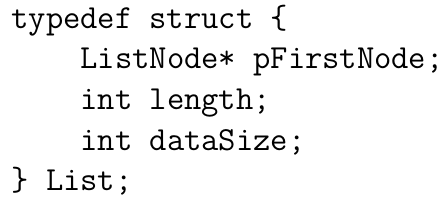 typedef struct {
    ListNode* pFirstNode;
    int length;
    int dataSize;
} List;